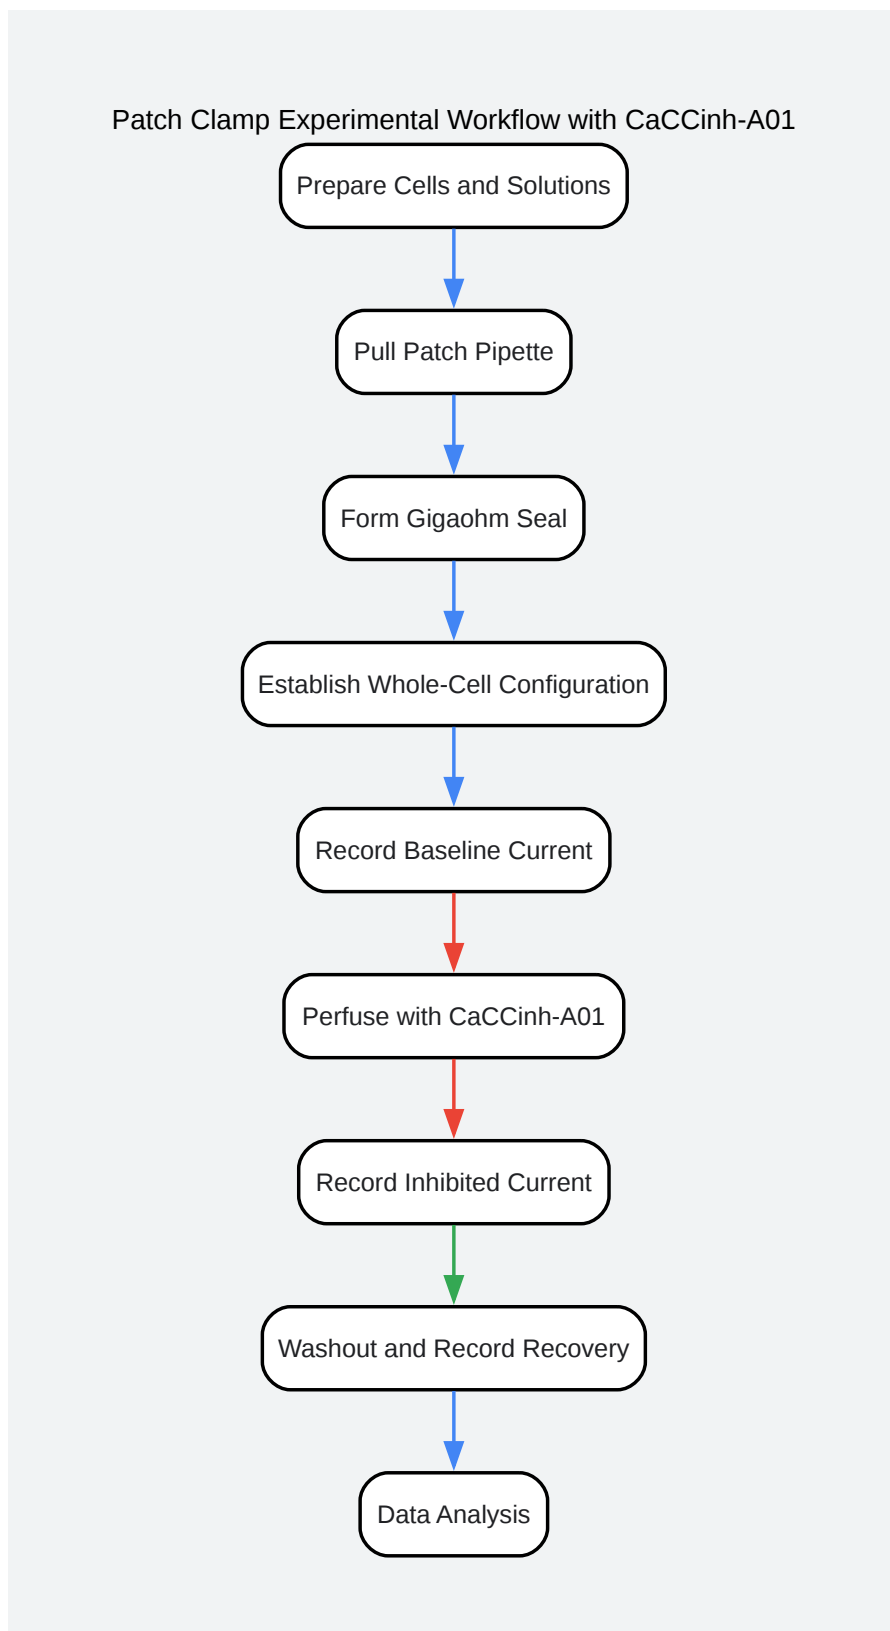 Patch Clamp Experimental Workflow with CaCCinh-A01
Prepare Cells and Solutions
Pull Patch Pipette
Form Gigaohm Seal
Establish Whole-Cell Configuration
Record Baseline Current
Perfuse with CaCCinh-A01
Record Inhibited Current
Washout and Record Recovery
Data Analysis